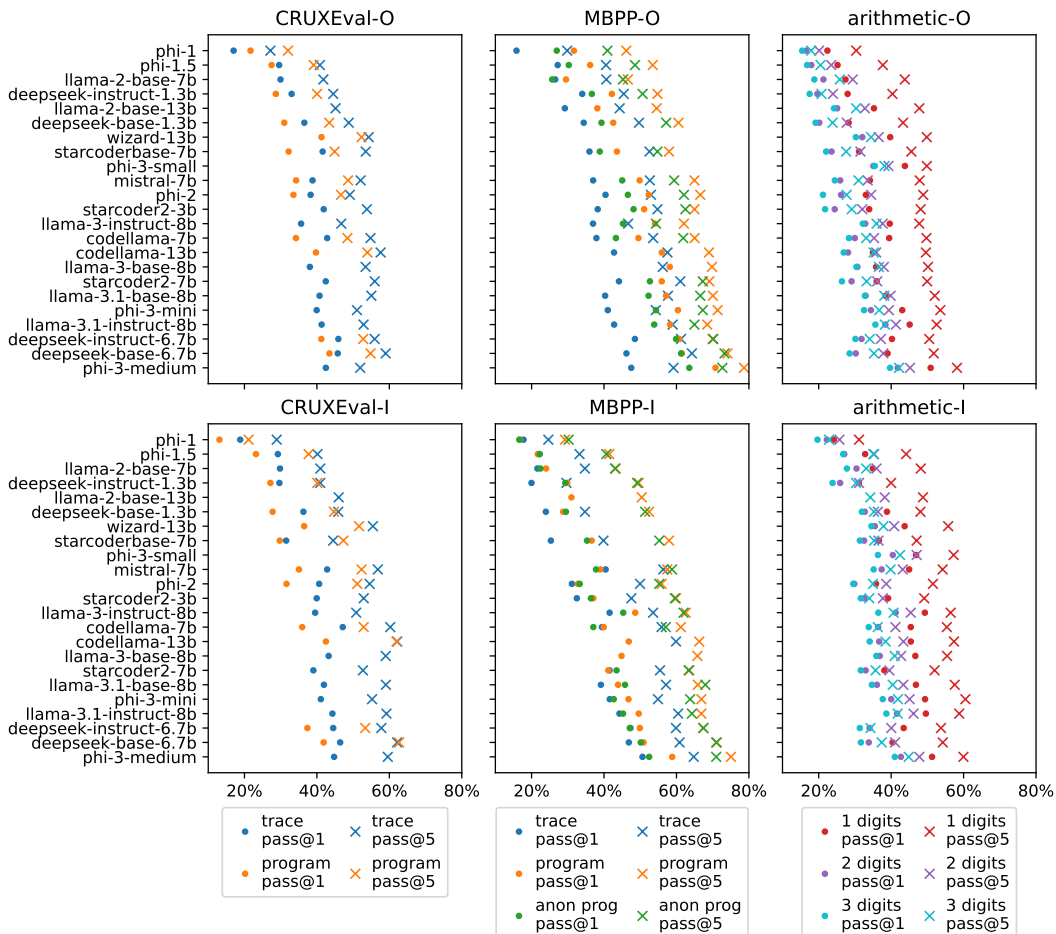 CRUXEval-O MBPP-O arithmetic-O
phi-1
phi-1.5
llama-2-base-7b
deepseek-instruct-1.3b
llama-2-base-13b
deepseek-base-1.3b
wizard-13b
starcoderbase-7b
phi-3-small
mistral-7b
phi-2
starcoder2-3b
llama-3-instruct-8b
codellama-7b
codellama-13b
llama-3-base-8b
starcoder2-7b
llama-3.1-base-8b
phi-3-mini
llama-3.1-instruct-8b
deepseek-instruct-6.7b
deepseek-base-6.7b
phi-3-medium
CRUXEval-I MBPP-I arithmetic-I
phi-1
phi-1.5
llama-2-base-7b
deepseek-instruct-1.3b
llama-2-base-13b
deepseek-base-1.3b
wizard-13b
starcoderbase-7b
phi-3-small
mistral-7b
phi-2
starcoder2-3b
llama-3-instruct-8b
codellama-7b
codellama-13b
llama-3-base-8b
starcoder2-7b
llama-3.1-base-8b
phi-3-mini
llama-3.1-instruct-8b
deepseek-instruct-6.7b
deepseek-base-6.7b
phi-3-medium
20% 40% 60% 80% 20% 40% 60% 80% 20% 40% 60% 80%
trace
pass@1
program
pass@1
trace
pass@5
program
pass@5
trace
pass@1
program
pass@1
anon prog
pass@1
trace
pass@5
program
pass@5
anon prog
pass@5
1 digits
pass@1
2 digits
pass@1
3 digits
pass@1
1 digits
pass@5
2 digits
pass@5
3 digits
pass@5